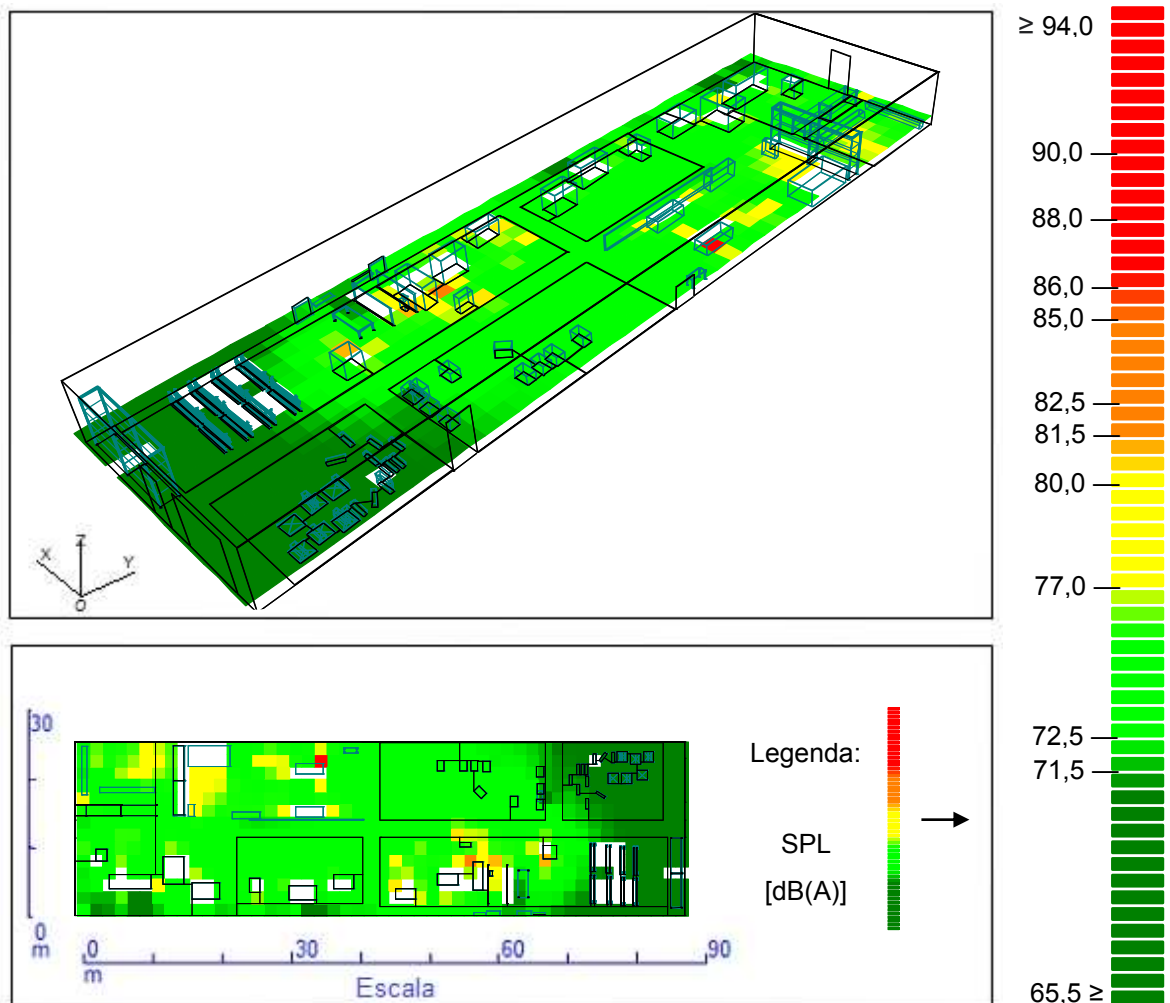 ≥ 94,0
90,0
88,0
86,0
85,0
82,5
81,5
80,0
77,0
72,5
71,5
65,5 ≥
X
Z
Y
O
30
0
m
0
30
60
90
m
Escala
Legenda:
SPL
[dB(A)]